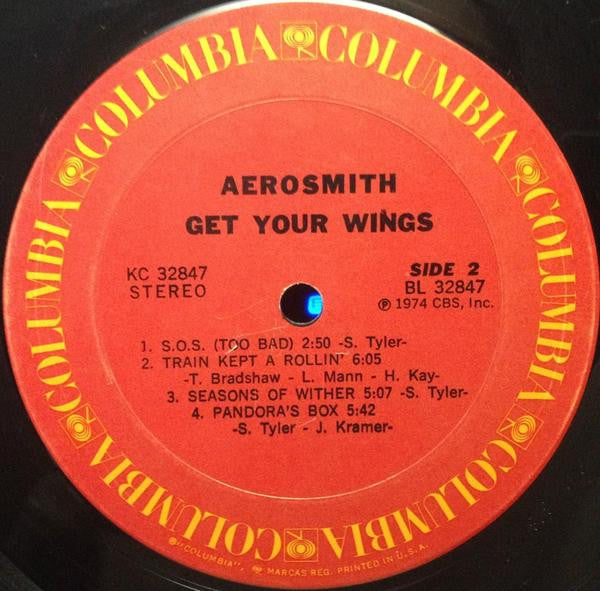 COLUMBIA COLUMBIA COLUMBIA COLUMBIA COLUMBIA COLUMBIA COLUMBIA COLUMBIA
AEROSMITH
GET YOUR WINGS
KC 32847
STEREO
SIDE 2
BL 32847
Ⓟ 1974 CBS, Inc.
1. S.O.S. (TOO BAD) 2:50 -S. Tyler-
2. TRAIN KEPT A ROLLIN' 6:05
-T. Bradshaw - L. Mann - H. Kay-
3. SEASONS OF WITHER 5:07 -S. Tyler-
4. PANDORA'S BOX 5:42
-S. Tyler - J. Kramer-
® "COLUMBIA", MARCAS REG. PRINTED IN U.S.A.